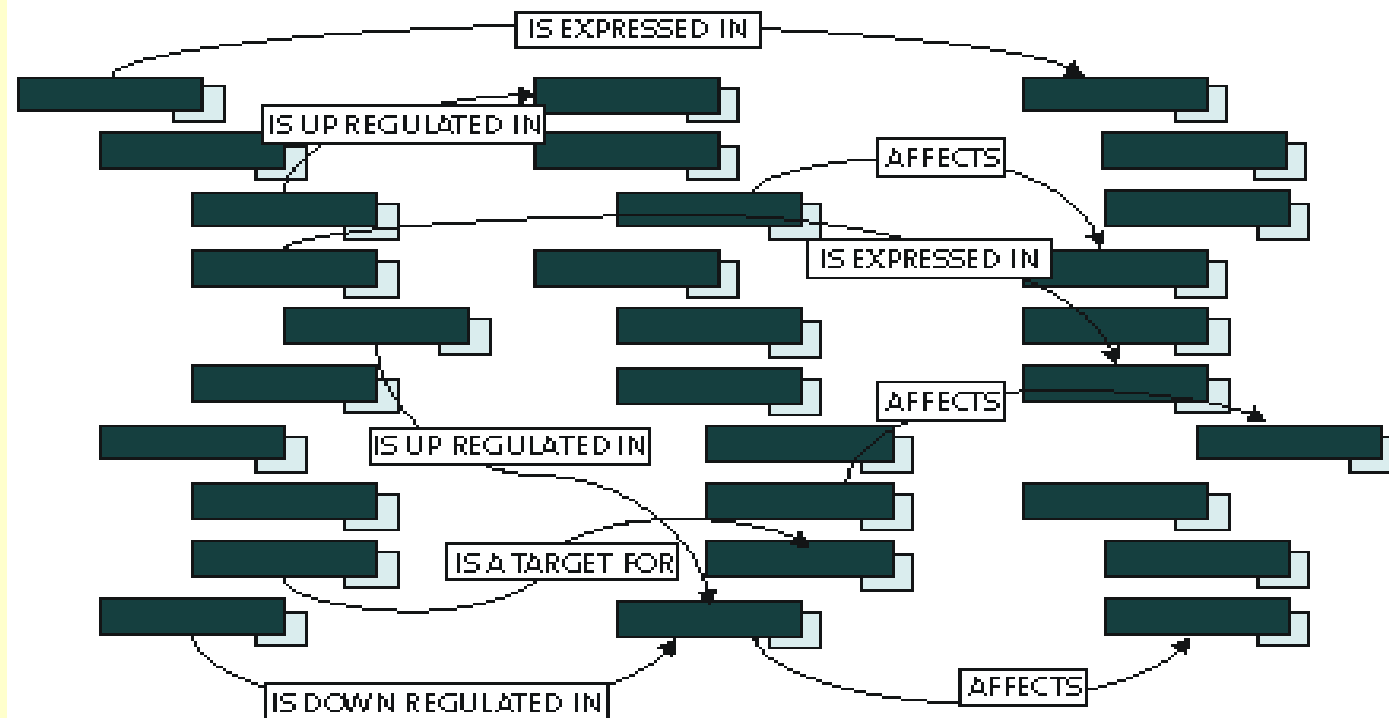 IS EXPRESSED IN
IS UP REGULATED IN
AFFECTS
IS EXPRESSED IN
AFFECTS
IS UP REGULATED IN
IS A TARGET FOR
AFFECTS
IS DOWN REGULATED IN